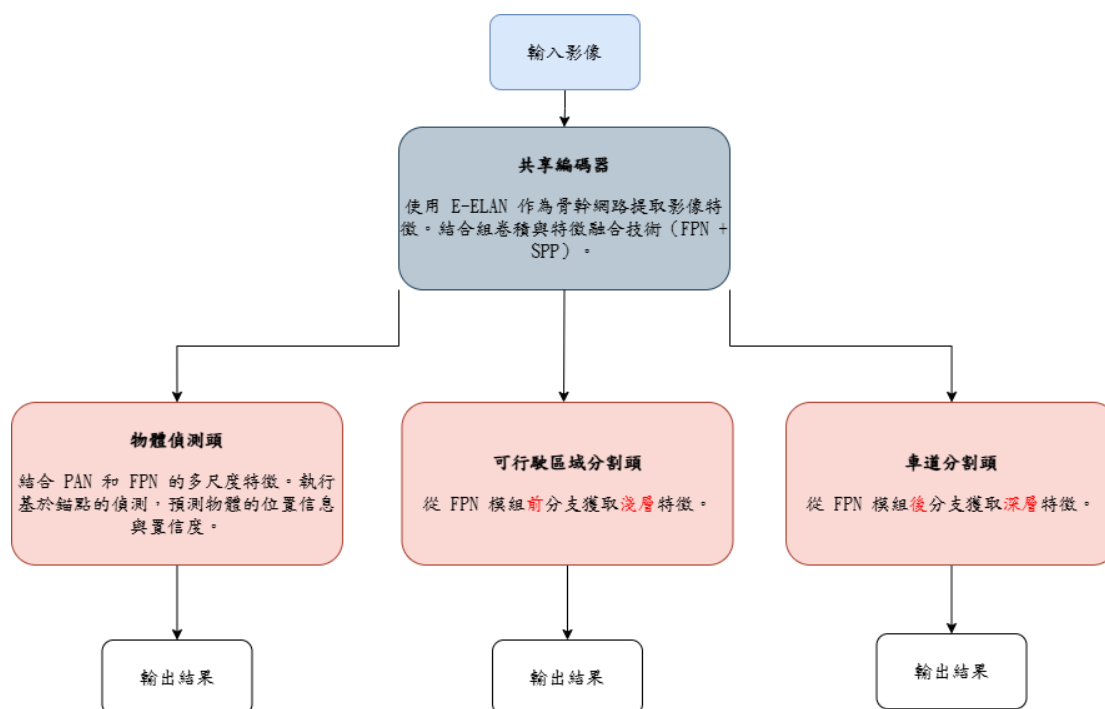 輸入影像
共享編碼器
使用 E-ELAN 作為骨幹網路提取影像特
徵。結合組卷積與特徵融合技術（FPN +
SPP）。
物體偵測頭
結合 PAN 和 FPN 的多尺度特徵。執行
基於錨點的偵測，預測物體的位置信息
與置信度。
可行駛區域分割頭
從 FPN 模組前分支獲取淺層特徵。
車道分割頭
從 FPN 模組後分支獲取深層特徵。
輸出結果
輸出結果
輸出結果